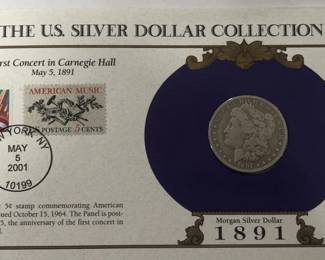 THE U.S. SILVER DOLLAR COLLECTION
First Concert in Carnegie Hall
May 5, 1891
AMERICAN MUSIC
U.S. POSTAGE 5 CENTS
NEW YORK NY
MAY
5
2001
10199
5¢ stamp commemorating American
issued October 15, 1964. The Panel is post-
5, the anniversary of the first concert in
Morgan Silver Dollar
1891